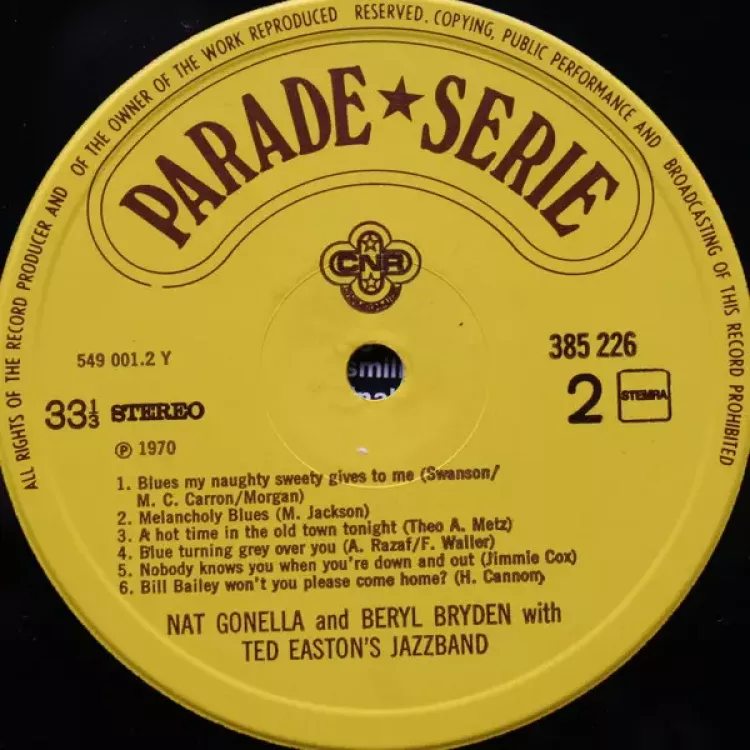 ALL RIGHTS OF THE RECORD PRODUCER AND OF THE OWNER OF THE WORK REPRODUCED RESERVED. COPYING, PUBLIC PERFORMANCE AND BROADCASTING OF THIS RECORD PROHIBITED
PARADE ★ SERIE
CNR
549 001.2 Y
385 226
smil
33⅓ STEREO
2 STEMRA
Ⓟ 1970
1. Blues my naughty sweety gives to me (Swanson/
M. C. Carron/Morgan)
2. Melancholy Blues (M. Jackson)
3. A hot time in the old town tonight (Theo A. Metz)
4. Blue turning grey over you (A. Razaf/F. Waller)
5. Nobody knows you when you're down and out (Jimmie Cox)
6. Bill Bailey won't you please come home? (H. Cannon)
NAT GONELLA and BERYL BRYDEN with
TED EASTON'S JAZZBAND